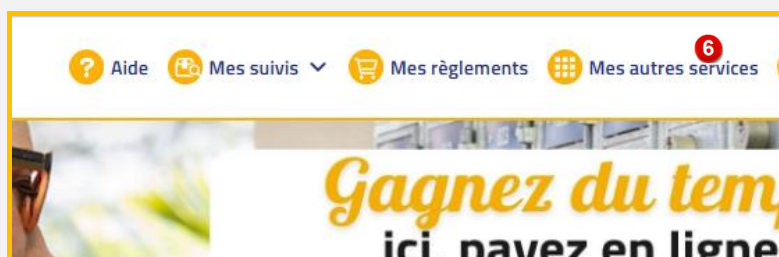 ? Aide Mes suivis Mes règlements Mes autres services 6
Gagnez du temp
ici, payez en ligne